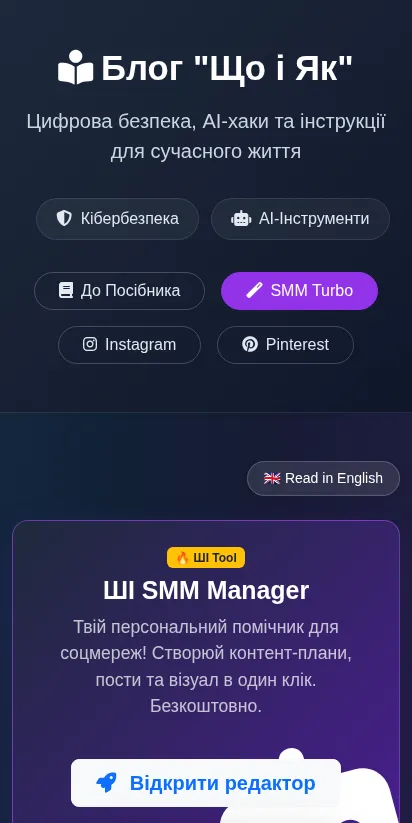 Блог "Що і Як"
Цифрова безпека, AI-хаки та інструкції
для сучасного життя
Кібербезпека
AI-Інструменти
До Посібника
SMM Turbo
Instagram
Pinterest
🇬🇧 Read in English
🔥 ШІ Tool
ШІ SMM Manager
Твій персональний помічник для
соцмереж! Створюй контент-плани,
пости та візуал в один клік.
Безкоштовно.
Відкрити редактор